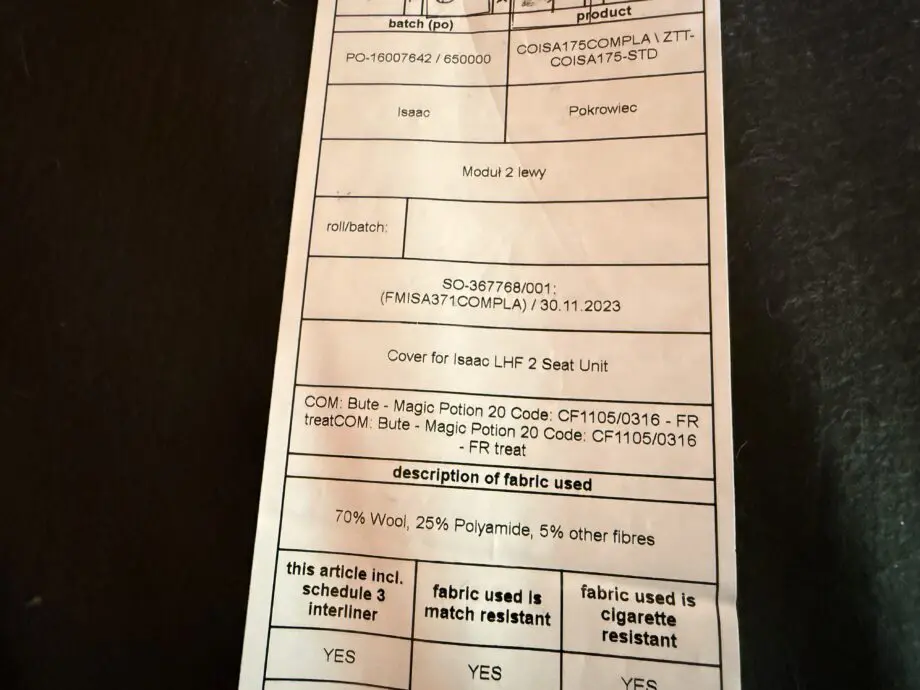 batch (po)
product
PO-16007642 / 650000
COISA175COMPLA \ ZTT-
COISA175-STD
Isaac
Pokrowiec
Moduł 2 lewy
roll/batch:
SO-367768/001:
(FMISA371COMPLA) / 30.11.2023
Cover for Isaac LHF 2 Seat Unit
COM: Bute - Magic Potion 20 Code: CF1105/0316 - FR
treatCOM: Bute - Magic Potion 20 Code: CF1105/0316
- FR treat
description of fabric used
70% Wool, 25% Polyamide, 5% other fibres
this article incl.
schedule 3
interliner
fabric used is
match resistant
fabric used is
cigarette
resistant
YES
YES
YES